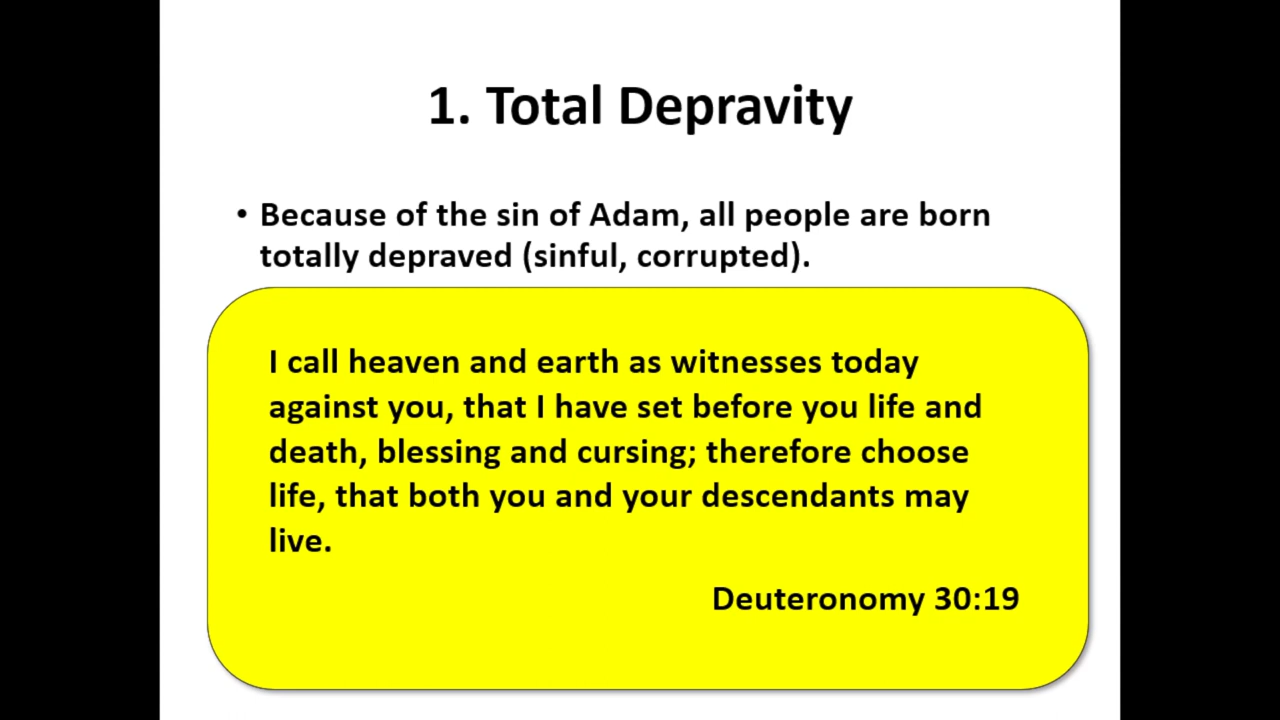 1. Total Depravity
• Because of the sin of Adam, all people are born
totally depraved (sinful, corrupted).
I call heaven and earth as witnesses today
against you, that I have set before you life and
death, blessing and cursing; therefore choose
life, that both you and your descendants may
live.
Deuteronomy 30:19